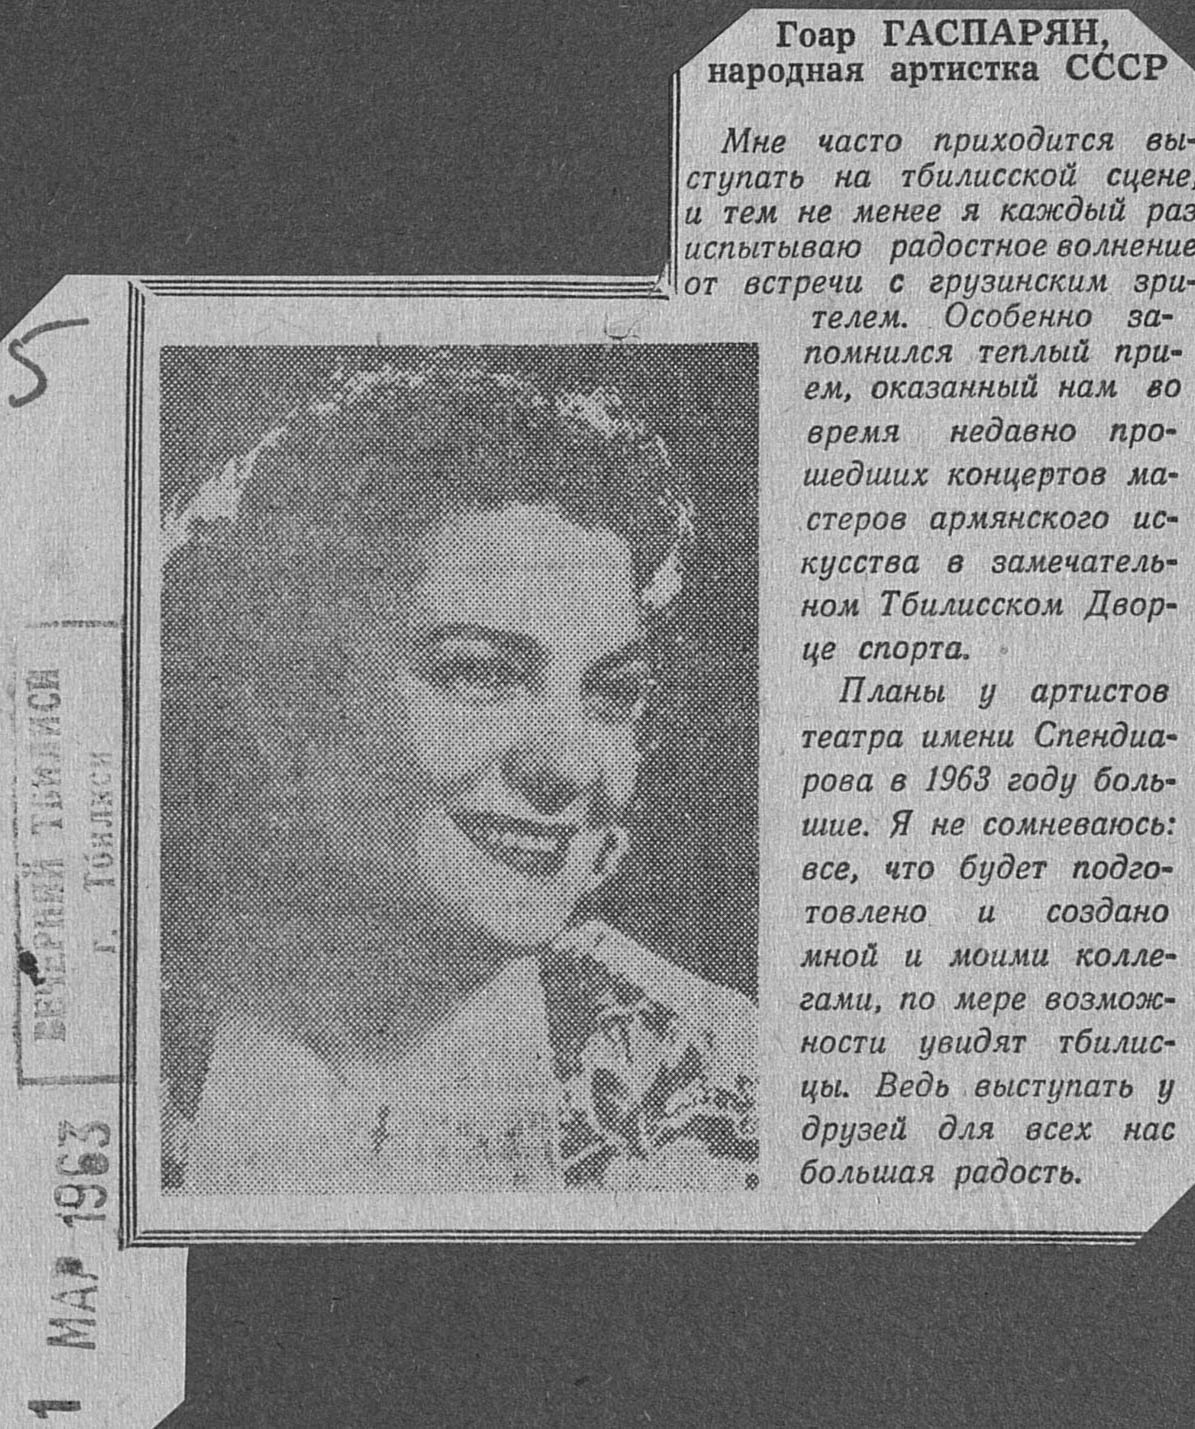 Гоар ГАСПАРЯН,
народная артистка СССР
Мне часто приходится вы-
ступать на тбилисской сцене,
и тем не менее я каждый раз
испытываю радостное волнение
от встречи с грузинским зри-
телем. Особенно за-
помнился теплый при-
ем, оказанный нам во
время недавно про-
шедших концертов ма-
стеров армянского ис-
кусства в замечатель-
ном Тбилисском Двор-
це спорта.
Планы у артистов
театра имени Спендиа-
рова в 1963 году боль-
шие. Я не сомневаюсь:
все, что будет подго-
товлено и создано
мной и моими колле-
гами, по мере возмож-
ности увидят тбилис-
цы. Ведь выступать у
друзей для всех нас
большая радость.
5
ВЕЧЕРНИЙ ТБИЛИСИ
г. Тбилиси
1 МАР 1963